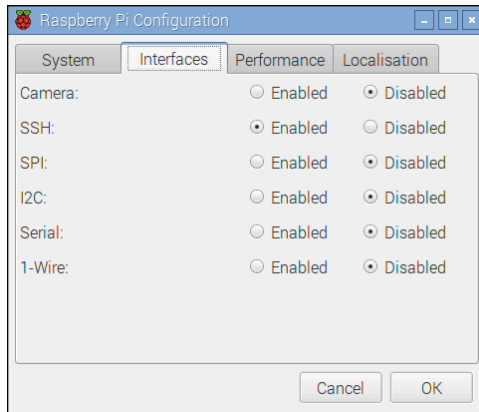 Raspberry Pi Configuration
System Interfaces Performance Localisation
Camera: Enabled Disabled
SSH: Enabled Disabled
SPI: Enabled Disabled
I2C: Enabled Disabled
Serial: Enabled Disabled
1-Wire: Enabled Disabled
Cancel OK